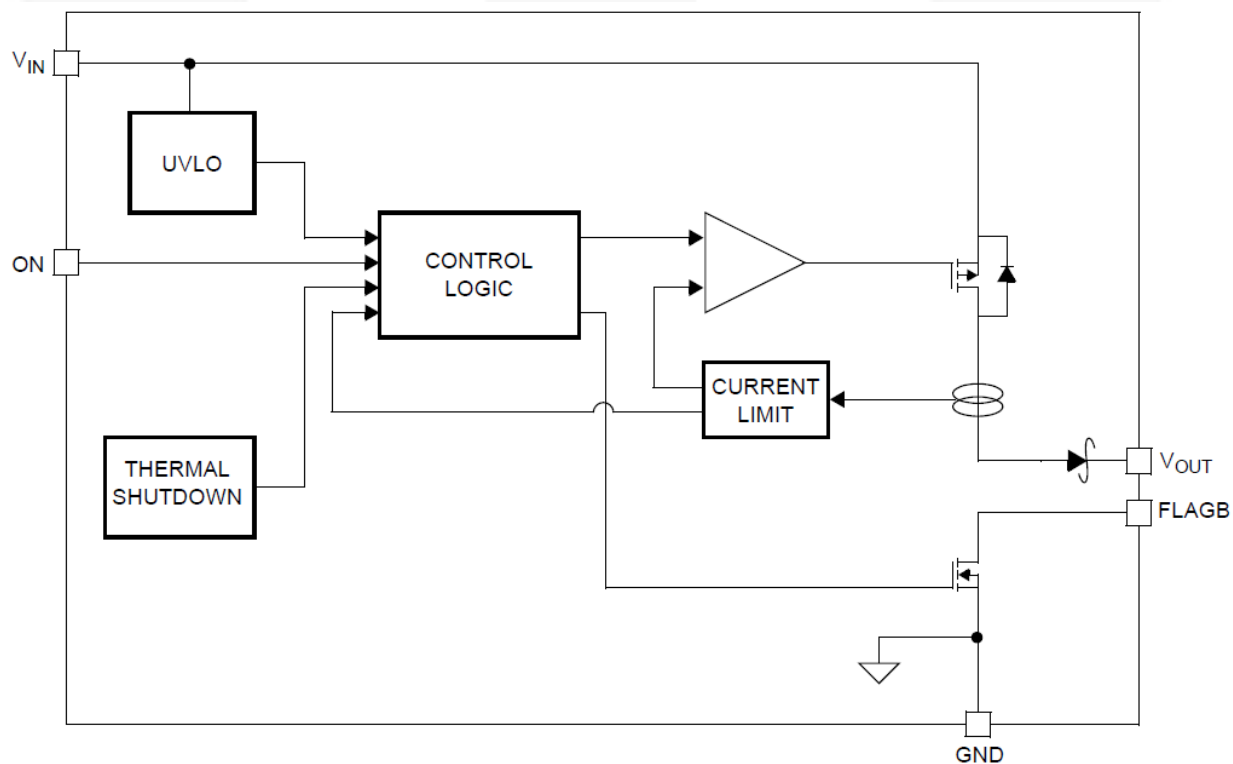 VIN
UVLO
ON
CONTROL
LOGIC
CURRENT
LIMIT
THERMAL
SHUTDOWN
VOUT
FLAGB
GND